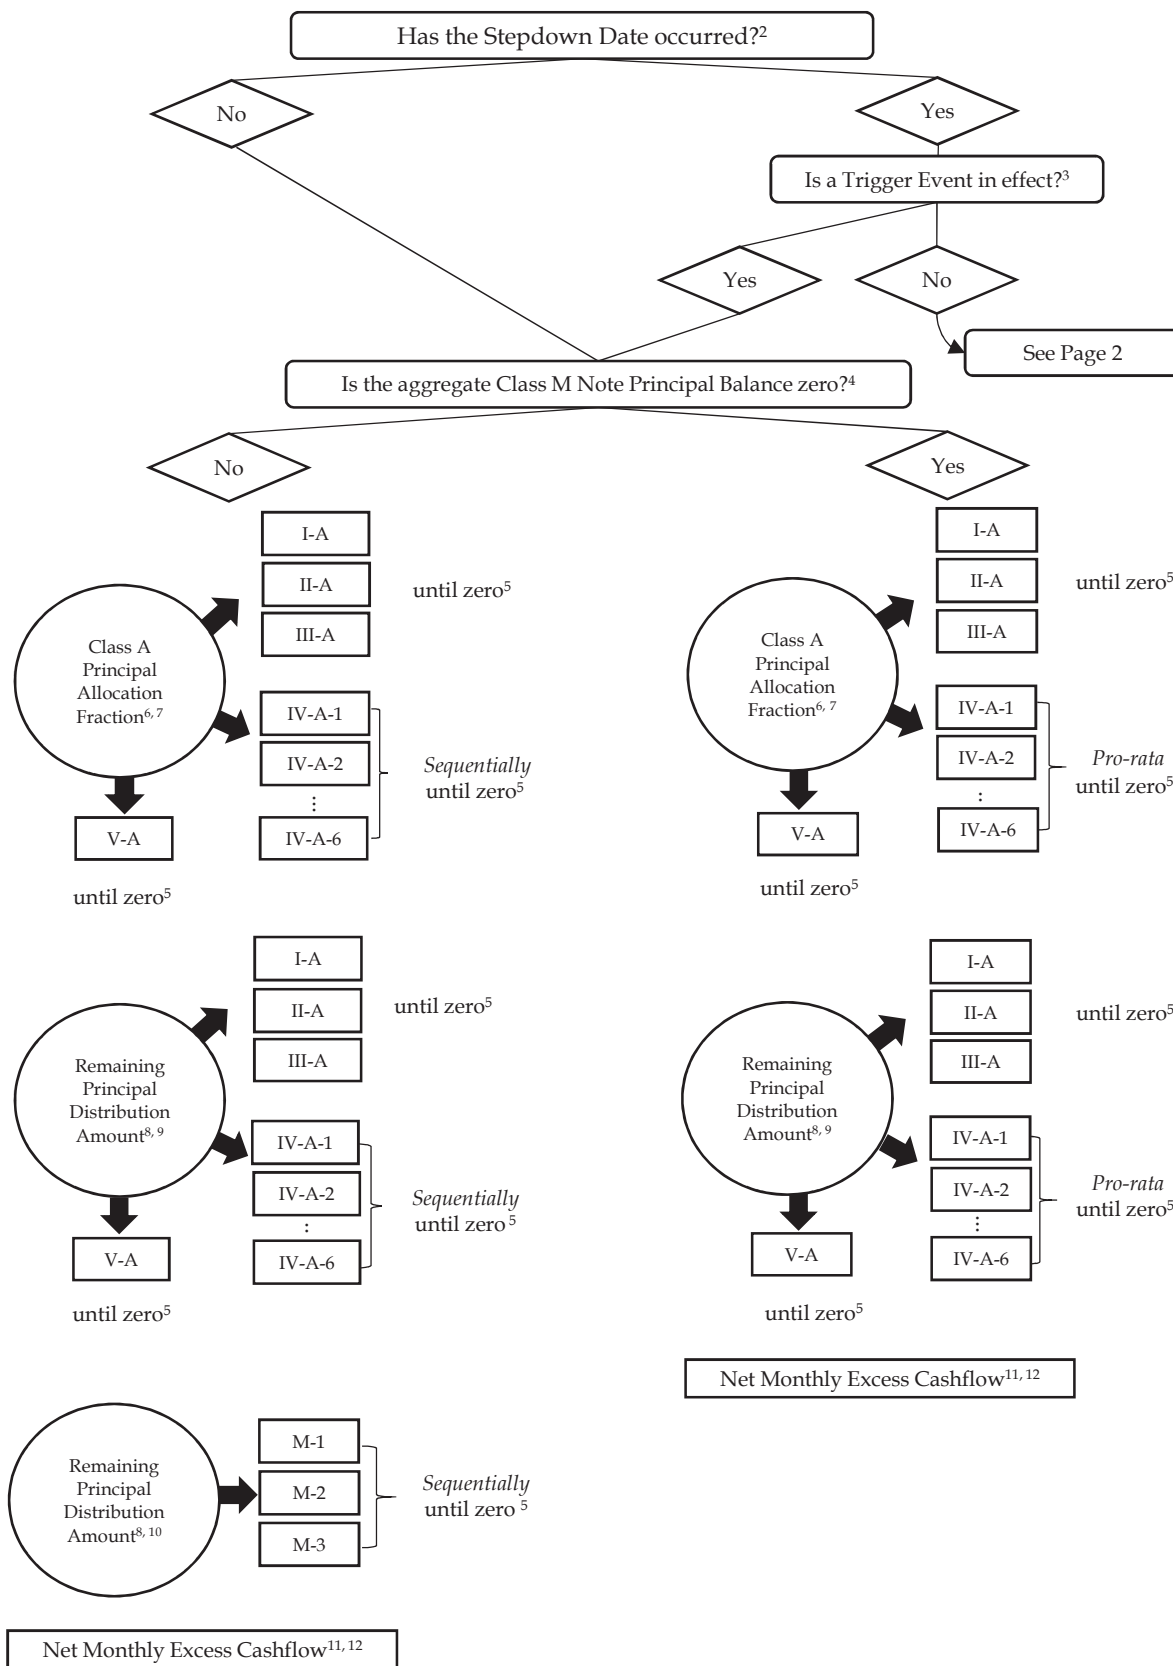 Has the Stepdown Date occurred?2
No
Yes
Is a Trigger Event in effect?3
Yes
No
See Page 2
Is the aggregate Class M Note Principal Balance zero?4
No
Yes
I-A
II-A
III-A
until zero5
Class A
Principal
Allocation
Fraction6, 7
IV-A-1
IV-A-2
⋮
IV-A-6
Sequentially
until zero5
V-A
until zero5
I-A
II-A
III-A
until zero5
Class A
Principal
Allocation
Fraction6, 7
IV-A-1
IV-A-2
:
IV-A-6
Pro-rata
until zero5
V-A
until zero5
I-A
II-A
III-A
until zero5
Remaining
Principal
Distribution
Amount8, 9
IV-A-1
IV-A-2
:
IV-A-6
Sequentially
until zero 5
V-A
until zero5
I-A
II-A
III-A
until zero5
Remaining
Principal
Distribution
Amount8, 9
IV-A-1
IV-A-2
⋮
IV-A-6
Pro-rata
until zero5
V-A
until zero5
Net Monthly Excess Cashflow11, 12
Remaining
Principal
Distribution
Amount8, 10
M-1
M-2
M-3
Sequentially
until zero 5
Net Monthly Excess Cashflow11, 12